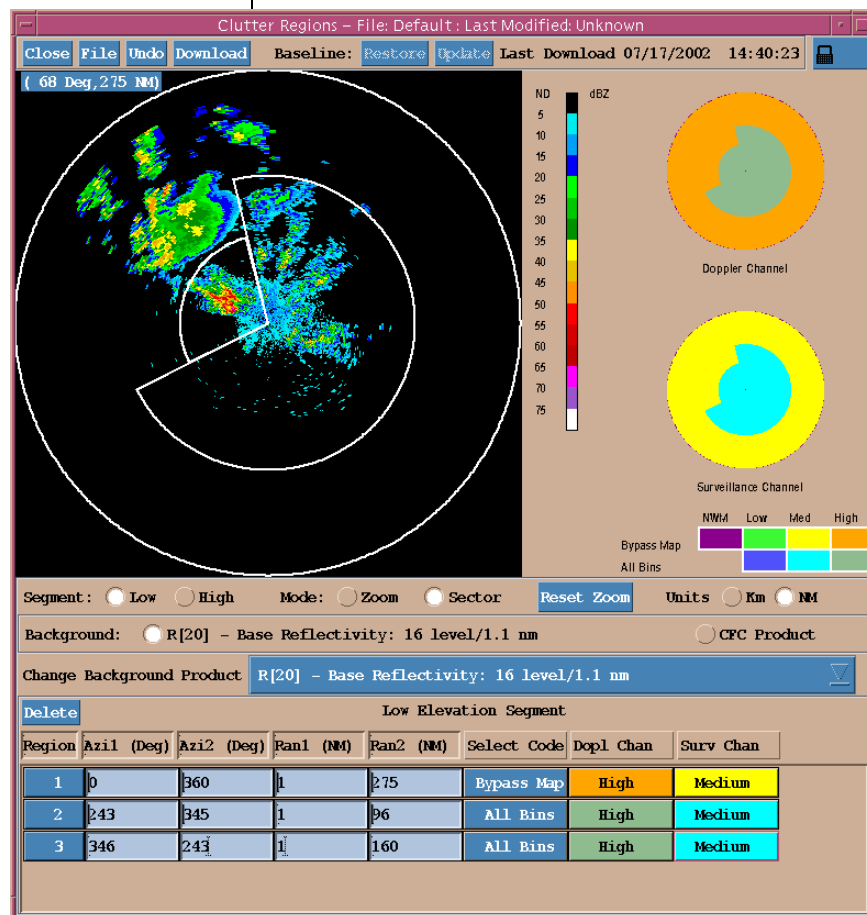 Clutter Regions – File: Default : Last Modified: Unknown
Close File Undo Download Baseline: Restore Update Last Download 07/17/2002 14:40:23
( 68 Deg,275 NM)
ND dBZ
5
10
15
20
25
30
35
40
45
50
55
60
65
70
75
Doppler Channel
Surveillance Channel
NWM Low Med High
Bypass Map
All Bins
Segment: Low High Mode: Zoom Sector Reset Zoom Units Km NM
Background: R[20] – Base Reflectivity: 16 level/1.1 nm CFC Product
Change Background Product R[20] – Base Reflectivity: 16 level/1.1 nm
Delete Low Elevation Segment
Region Azi1 (Deg) Azi2 (Deg) Ran1 (NM) Ran2 (NM) Select Code Dopl Chan Surv Chan
1 0 360 1 275 Bypass Map High Medium
2 243 345 1 96 All Bins High Medium
3 346 243 1 160 All Bins High Medium